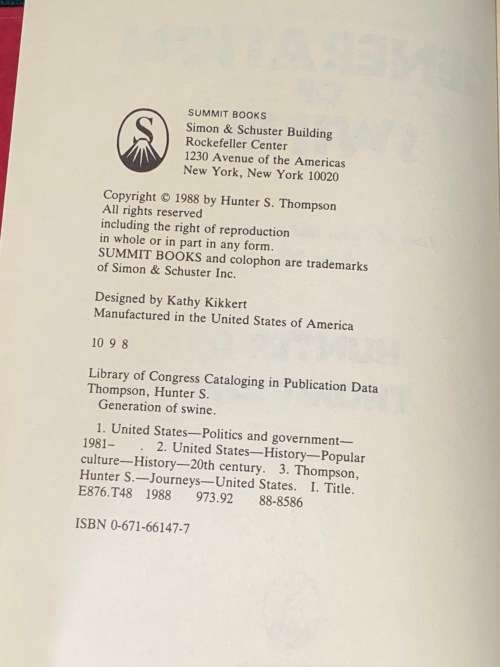 S
SUMMIT BOOKS
Simon & Schuster Building
Rockefeller Center
1230 Avenue of the Americas
New York, New York 10020
Copyright © 1988 by Hunter S. Thompson
All rights reserved
including the right of reproduction
in whole or in part in any form.
SUMMIT BOOKS and colophon are trademarks
of Simon & Schuster Inc.
Designed by Kathy Kikkert
Manufactured in the United States of America
10 9 8
Library of Congress Cataloging in Publication Data
Thompson, Hunter S.
Generation of swine.
1. United States—Politics and government—
1981– . 2. United States—History—Popular
culture—History—20th century. 3. Thompson,
Hunter S.—Journeys—United States. I. Title.
E876.T48 1988 973.92 88-8586
ISBN 0-671-66147-7